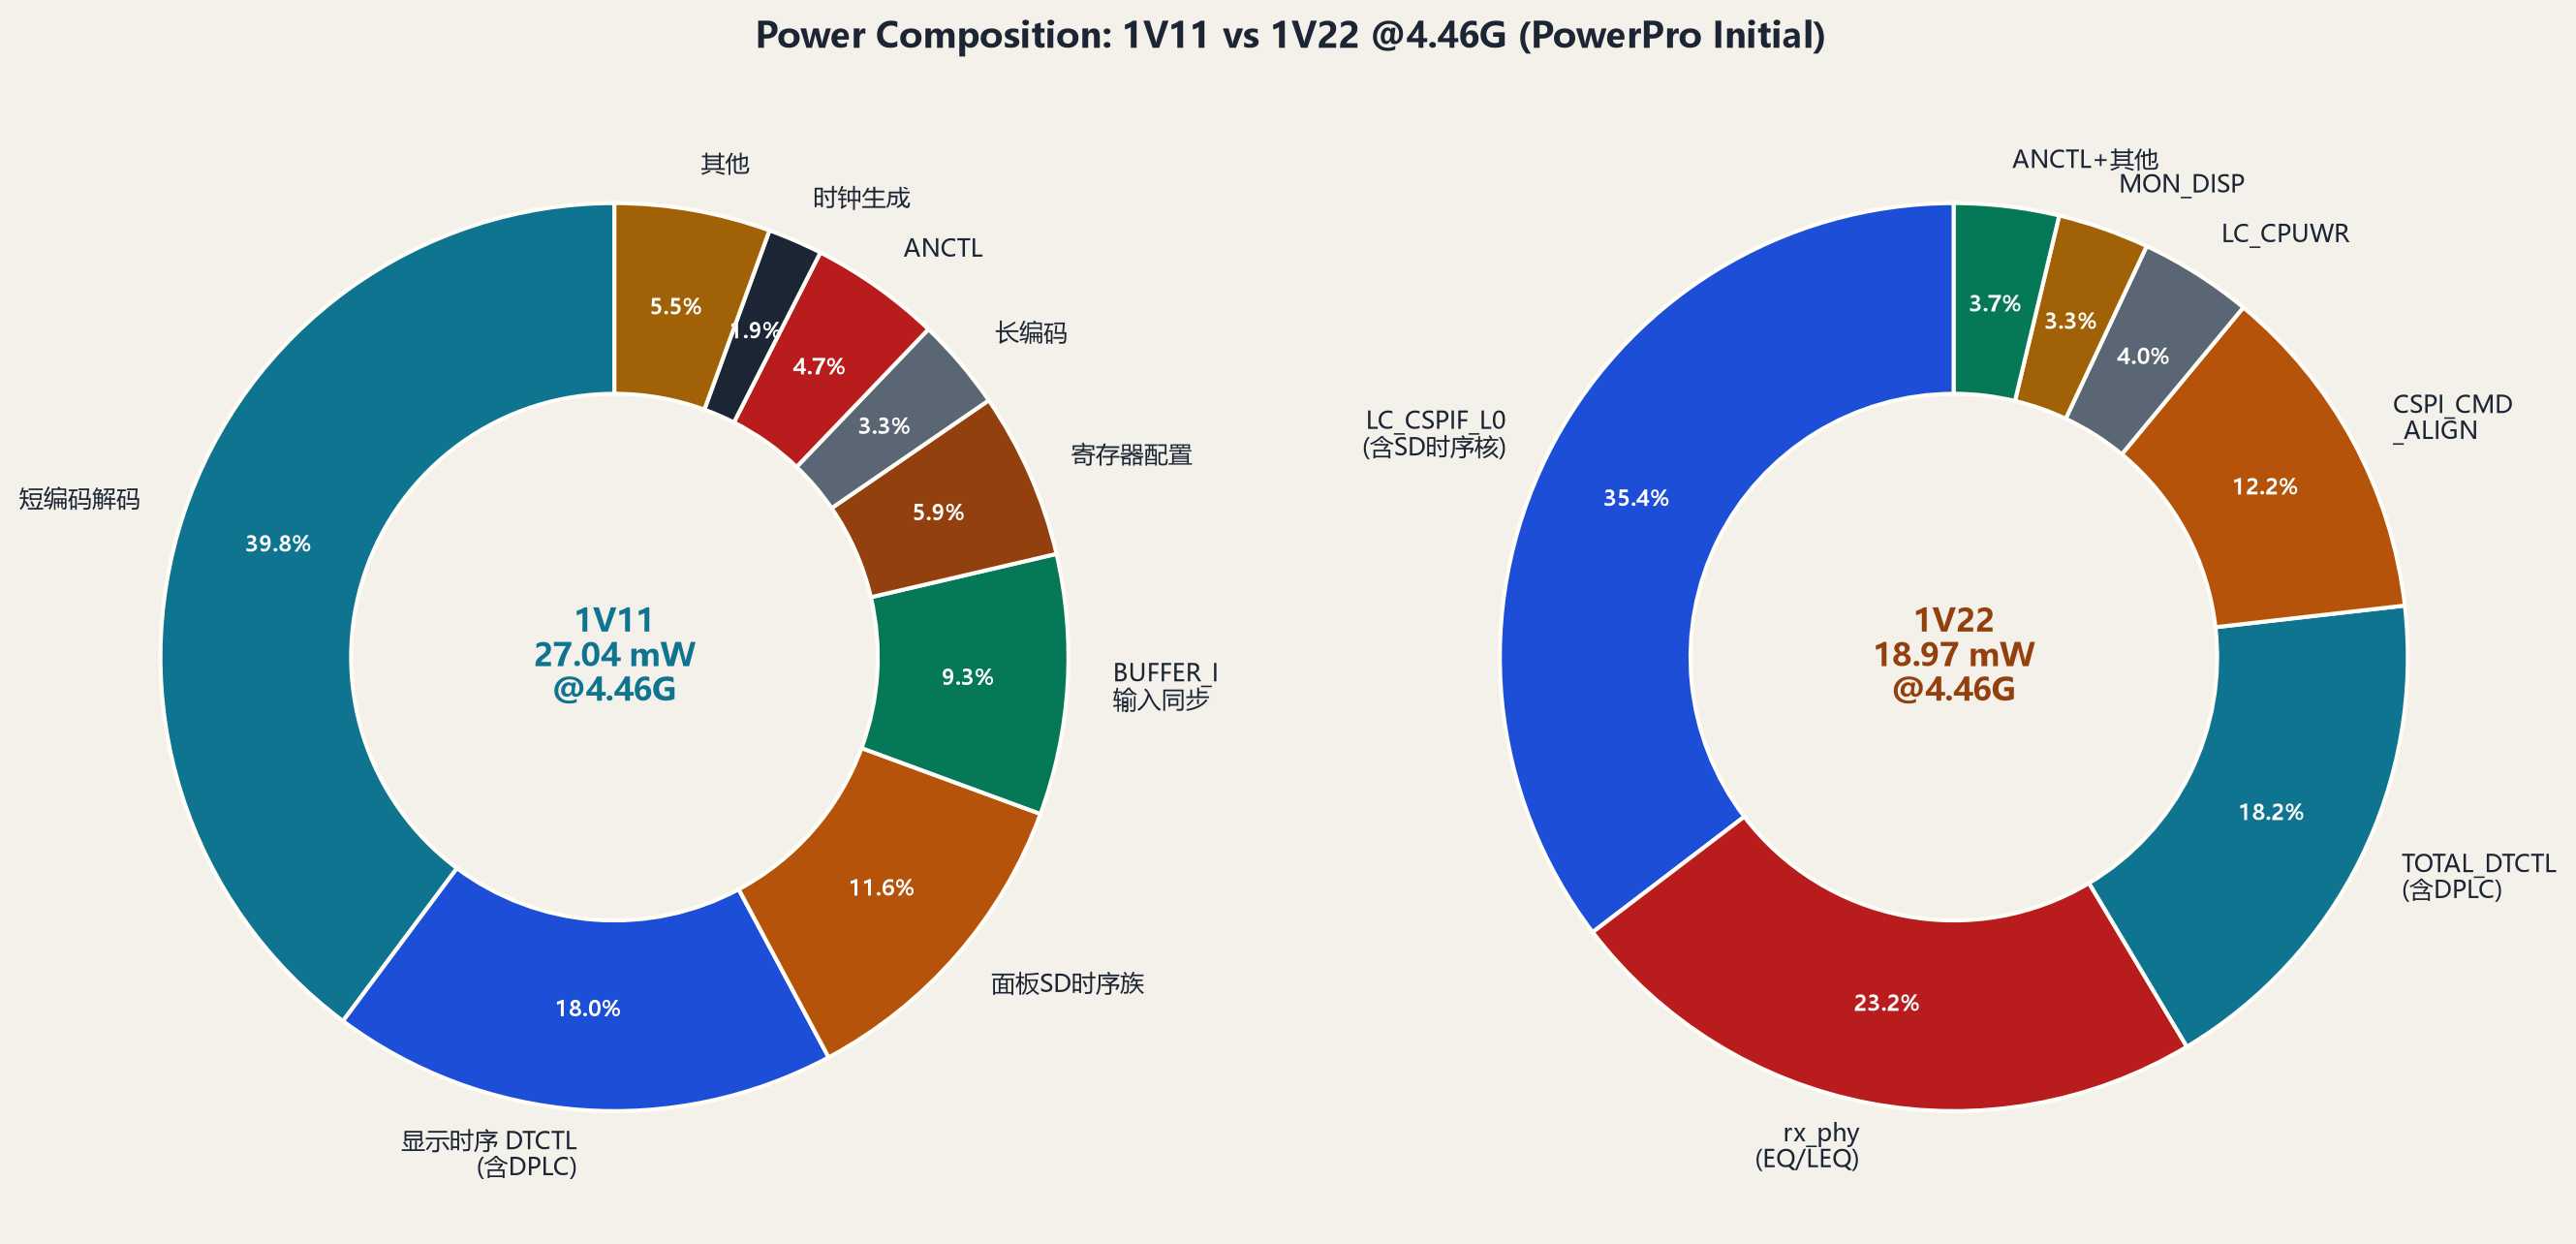 Power Composition: 1V11 vs 1V22 @4.46G (PowerPro Initial)
其他
时钟生成
ANCTL
长编码
寄存器配置
BUFFER_I
输入同步
面板SD时序族
显示时序 DTCTL
(含DPLC)
短编码解码
5.5%
1.9%
4.7%
3.3%
5.9%
9.3%
11.6%
18.0%
39.8%
1V11
27.04 mW
@4.46G
ANCTL+其他
MON_DISP
LC_CPUWR
CSPI_CMD
_ALIGN
TOTAL_DTCTL
(含DPLC)
rx_phy
(EQ/LEQ)
LC_CSPIF_L0
(含SD时序核)
3.7%
3.3%
4.0%
12.2%
18.2%
23.2%
35.4%
1V22
18.97 mW
@4.46G